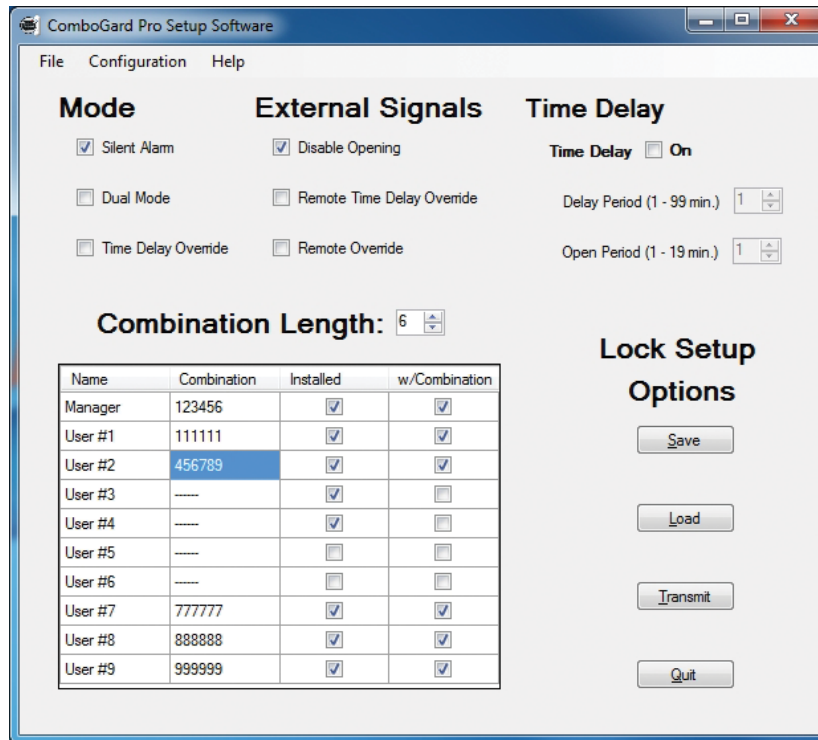 ComboGard Pro Setup Software
File Configuration Help
Mode External Signals Time Delay
Silent Alarm Disable Opening Time Delay On
Dual Mode Remote Time Delay Override Delay Period (1 - 99 min.) 1
Time Delay Override Remote Override Open Period (1 - 19 min.) 1
Combination Length: 6
Name Combination Installed w/Combination
Manager 123456
User #1 111111
User #2 456789
User #3 ------
User #4 ------
User #5 ------
User #6 ------
User #7 777777
User #8 888888
User #9 999999
Lock Setup
Options
Save
Load
Transmit
Quit